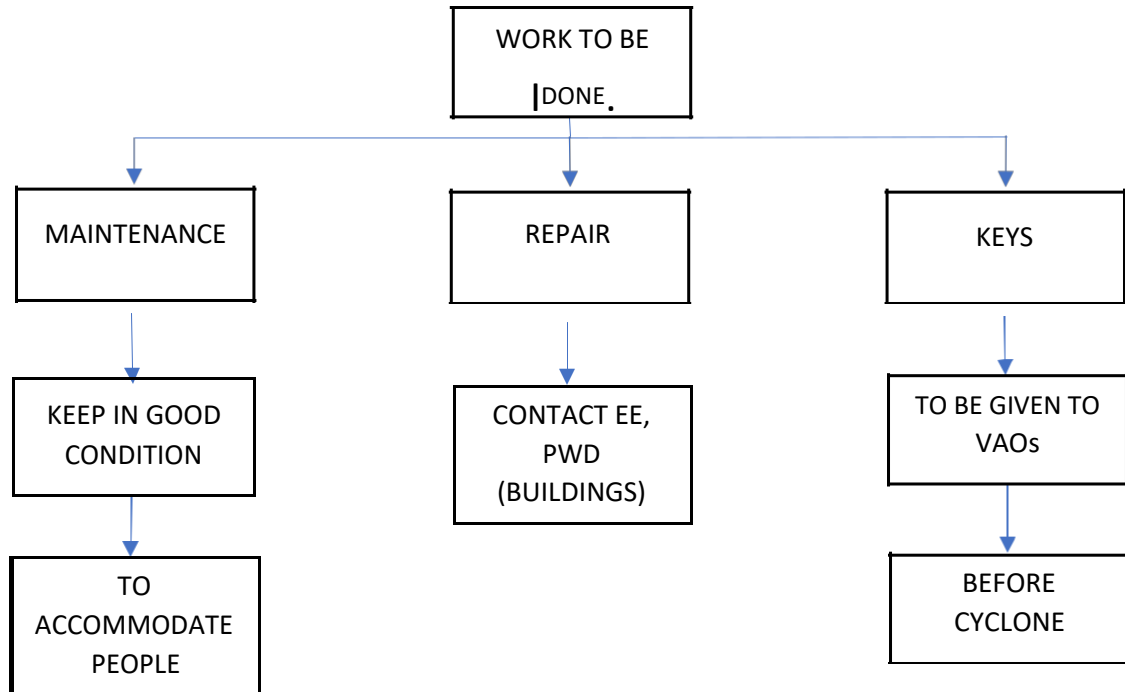 WORK TO BE
DONE.
MAINTENANCE
REPAIR
KEYS
KEEP IN GOOD
CONDITION
CONTACT EE,
PWD
(BUILDINGS)
TO BE GIVEN TO
VAOs
TO
ACCOMMODATE
PEOPLE
BEFORE
CYCLONE